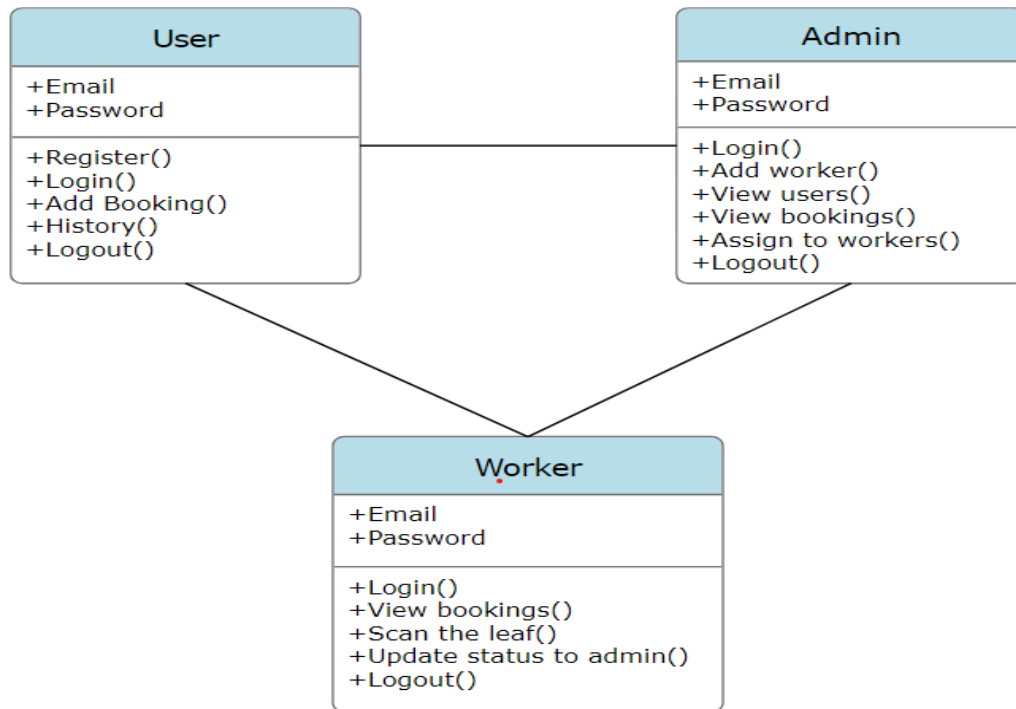 User
+Email
+Password
+Register()
+Login()
+Add Booking()
+History()
+Logout()
Admin
+Email
+Password
+Login()
+Add worker()
+View users()
+View bookings()
+Assign to workers()
+Logout()
Worker
+Email
+Password
+Login()
+View bookings()
+Scan the leaf()
+Update status to admin()
+Logout()